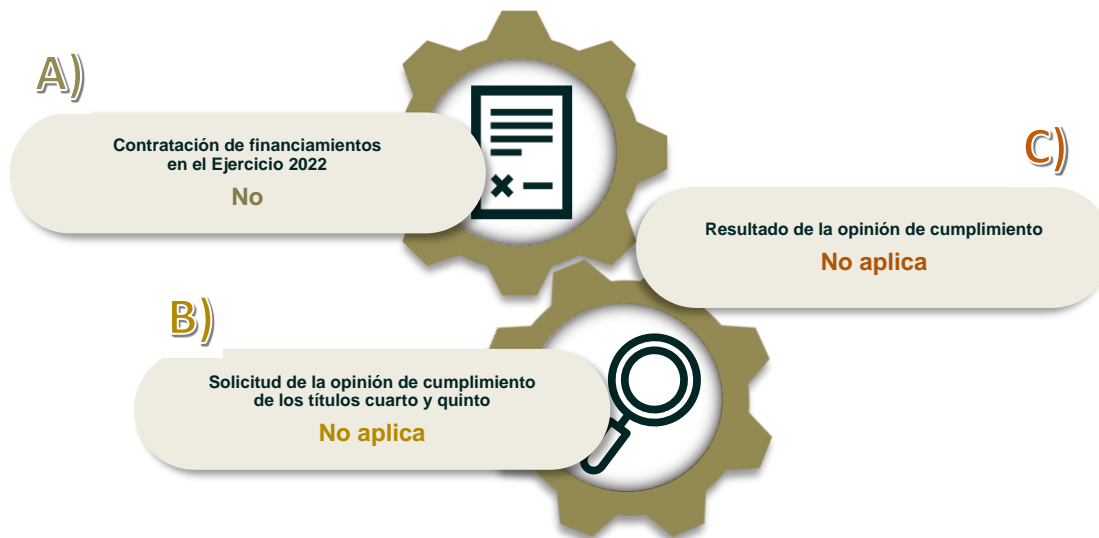 A)
Contratación de financiamientos
en el Ejercicio 2022
No
B)
Solicitud de la opinión de cumplimiento
de los títulos cuarto y quinto
No aplica
C)
Resultado de la opinión de cumplimiento
No aplica